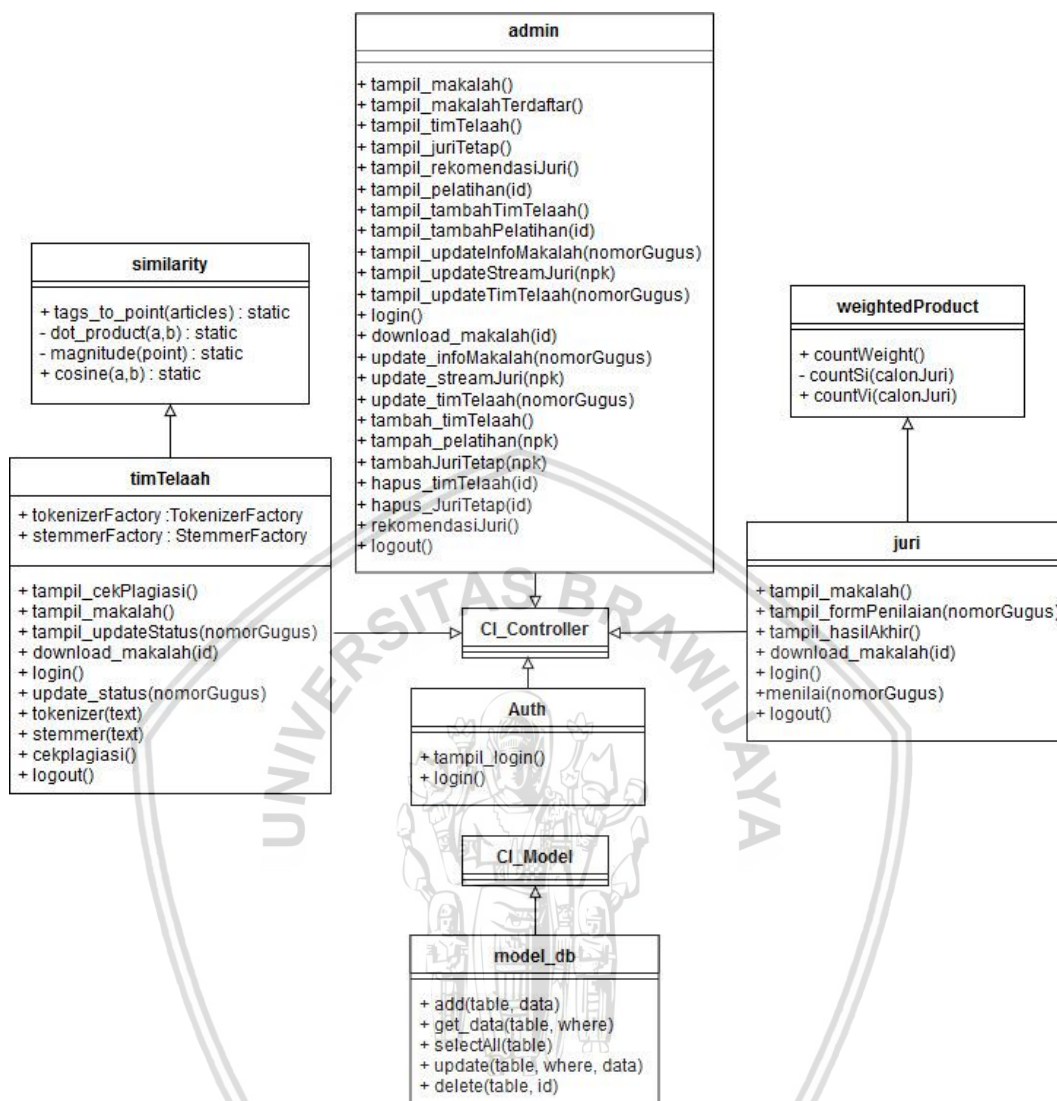 admin
+ tampil_makalah()
+ tampil_makalahTerdaftar()
+ tampil_timTelaah()
+ tampil_juriTetap()
+ tampil_rekomendasiJuri()
+ tampil_pelatihan(id)
+ tampil_tambahTimTelaah()
+ tampil_tambahPelatihan(id)
+ tampil_updateInfoMakalah(nomorGugus)
+ tampil_updateStreamJuri(npk)
+ tampil_updateTimTelaah(nomorGugus)
+ login()
+ download_makalah(id)
+ update_infoMakalah(nomorGugus)
+ update_streamJuri(npk)
+ update_timTelaah(nomorGugus)
+ tambah_timTelaah()
+ tampah_pelatihan(npk)
+ tambahJuriTetap(npk)
+ hapus_timTelaah(id)
+ hapus_JuriTetap(id)
+ rekomendasiJuri()
+ logout()
similarity
+ tags_to_point(articles) : static
- dot_product(a,b) : static
- magnitude(point) : static
+ cosine(a,b) : static
weightedProduct
+ countWeight()
- countSi(calonJuri)
+ countVi(calonJuri)
timTelaah
+ tokenizerFactory :TokenizerFactory
+ stemmerFactory : StemmerFactory
+ tampil_cekPlagiasi()
+ tampil_makalah()
+ tampil_updateStatus(nomorGugus)
+ download_makalah(id)
+ login()
+ update_status(nomorGugus)
+ tokenizer(text)
+ stemmer(text)
+ cekplagiasi()
+ logout()
juri
+ tampil_makalah()
+ tampil_formPenilaian(nomorGugus)
+ tampil_hasilAkhir()
+ download_makalah(id)
+ login()
+menilai(nomorGugus)
+ logout()
CI_Controller
Auth
+ tampil_login()
+ login()
CI_Model
model_db
+ add(table, data)
+ get_data(table, where)
+ selectAll(table)
+ update(table, where, data)
+ delete(table, id)
UNIVERSITAS BRAWIJAYA